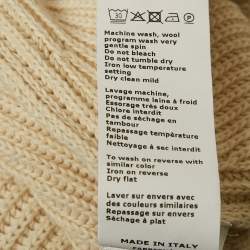 30
Machine wash, wool
program wash very
gentle spin
Do not bleach
Do not tumble dry
Iron low temperature
setting
Dry clean mild
Lavage machine,
programme laine à froid
Essorage très doux
Chlore interdit
Pas de séchage en
tambour
Repassage température
faible
Nettoyage à sec interdit
To wash on reverse with
similar color
Iron on reverse
Dry flat
Laver sur envers avec
des couleurs similaires
Repassage sur envers
Séchage à plat
MADE IN ITALY